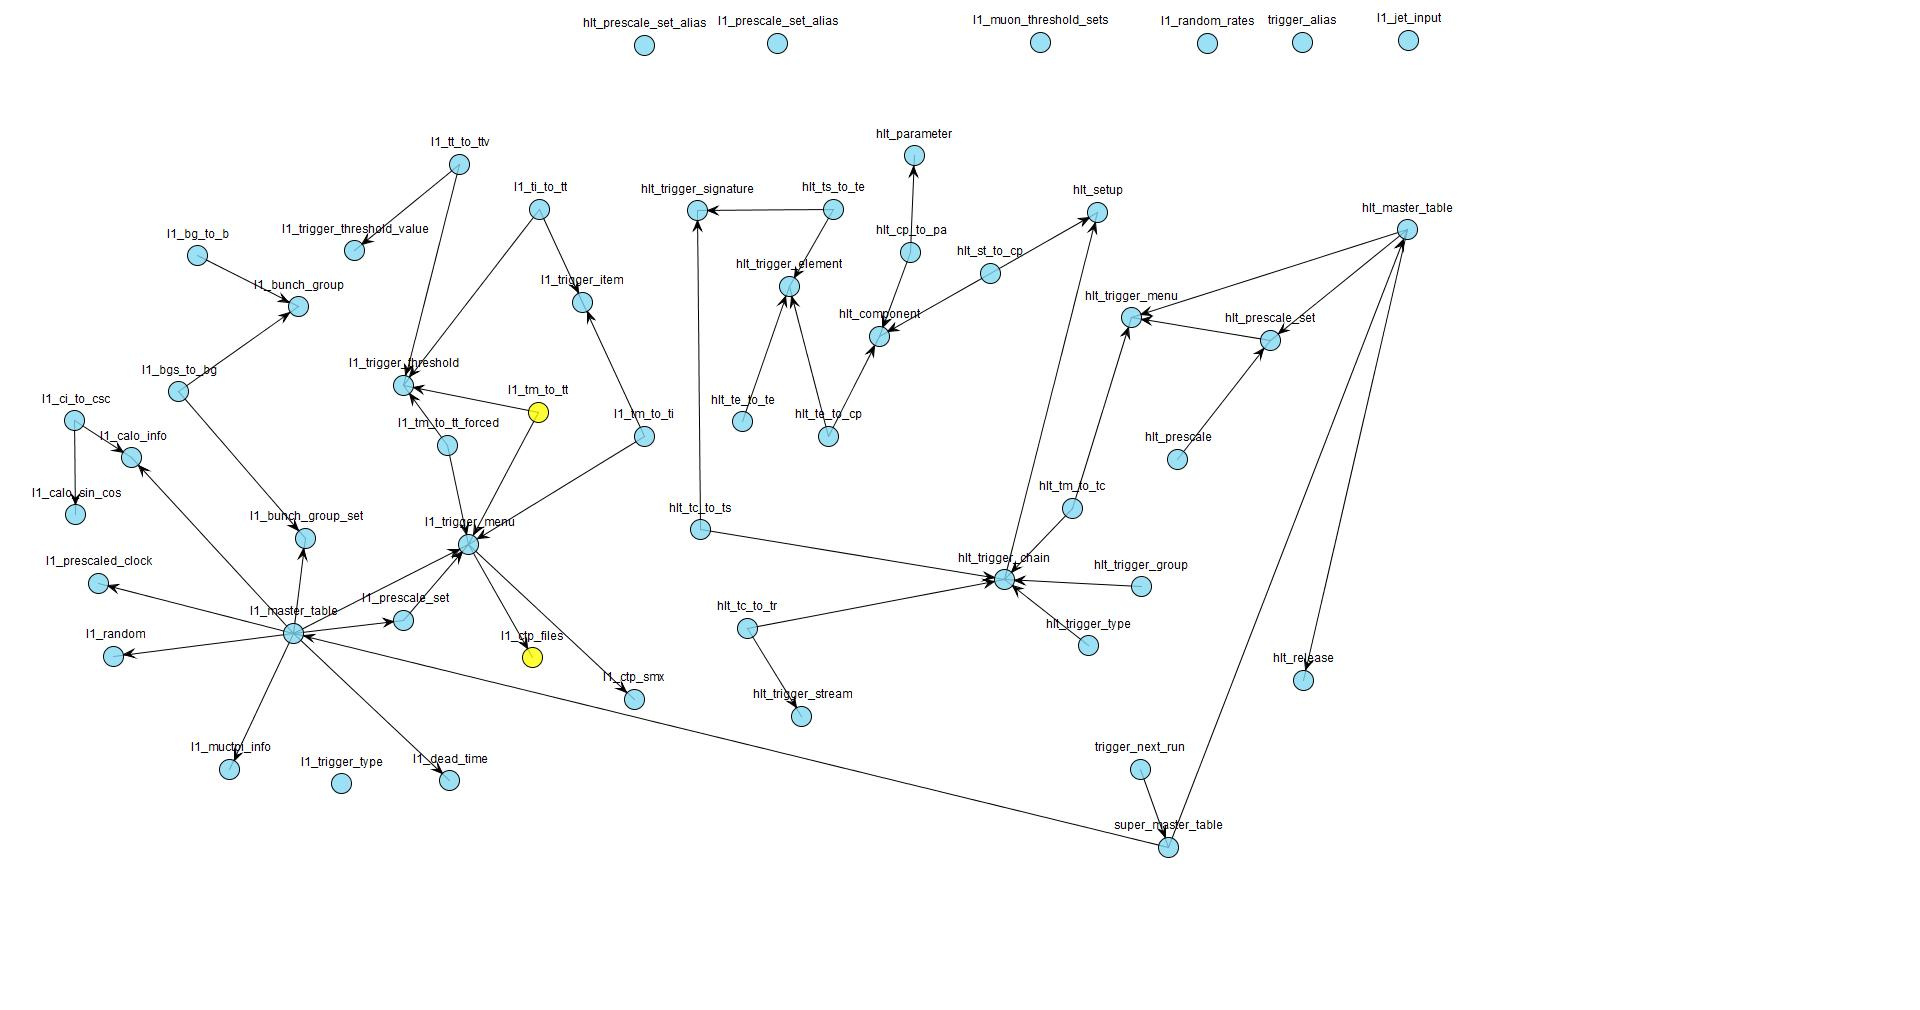 hlt_prescale_set_alias
l1_prescale_set_alias
l1_muon_threshold_sets
l1_random_rates
trigger_alias
l1_jet_input
l1_tt_to_ttv
hlt_parameter
l1_ti_to_tt
hlt_trigger_signature
hlt_ts_to_te
hlt_setup
hlt_master_table
l1_bg_to_b
l1_trigger_threshold_value
hlt_cp_to_pa
hlt_st_to_cp
hlt_trigger_element
l1_bunch_group
l1_trigger_item
hlt_trigger_menu
hlt_component
hlt_prescale_set
l1_bgs_to_bg
l1_trigger_threshold
l1_tm_to_tt
l1_ci_to_csc
hlt_te_to_te
l1_tm_to_ti
hlt_te_to_cp
l1_tm_to_tt_forced
l1_calo_info
hlt_prescale
l1_calo_sin_cos
hlt_tm_to_tc
hlt_tc_to_ts
l1_bunch_group_set
l1_trigger_menu
l1_prescaled_clock
hlt_trigger_chain
hlt_trigger_group
l1_prescale_set
l1_master_table
hlt_tc_to_tr
hlt_trigger_type
l1_random
l1_ctp_files
hlt_release
l1_ctp_smx
hlt_trigger_stream
l1_muctpi_info
l1_trigger_type
l1_dead_time
trigger_next_run
super_master_table